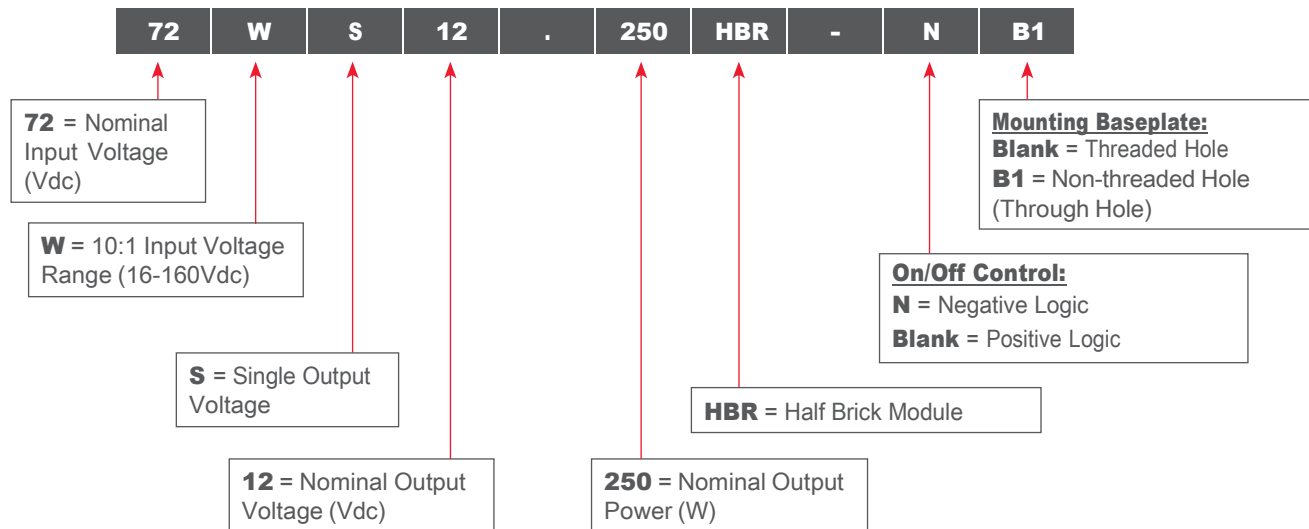 72 W S 12 . 250 HBR - N B1
72 = Nominal
Input Voltage
(Vdc)
Mounting Baseplate:
Blank = Threaded Hole
B1 = Non-threaded Hole
(Through Hole)
W = 10:1 Input Voltage
Range (16-160Vdc)
On/Off Control:
N = Negative Logic
Blank = Positive Logic
S = Single Output
Voltage
HBR = Half Brick Module
12 = Nominal Output
Voltage (Vdc)
250 = Nominal Output
Power (W)